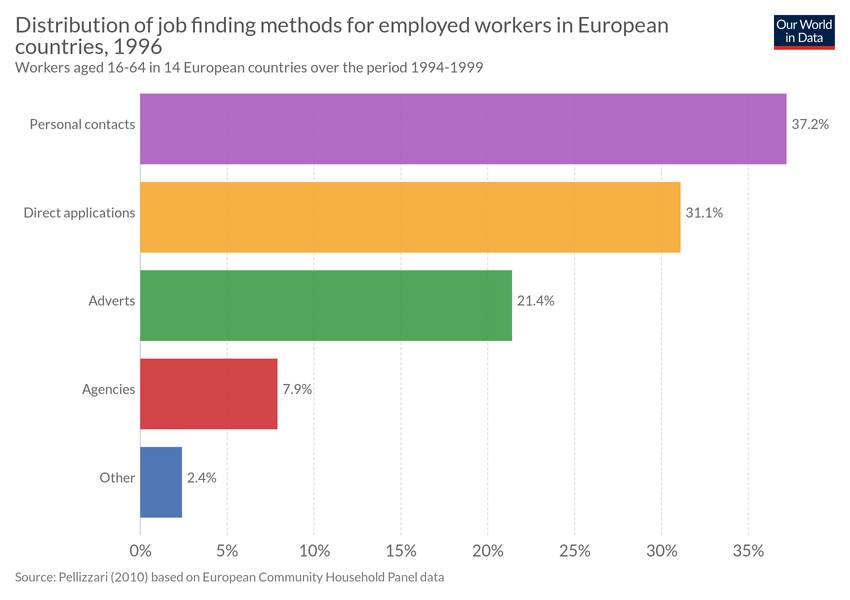 Distribution of job finding methods for employed workers in European
countries, 1996
Workers aged 16-64 in 14 European countries over the period 1994-1999
Our World
in Data
Personal contacts
37.2%
Direct applications
31.1%
Adverts
21.4%
Agencies
7.9%
Other
2.4%
0%
5%
10%
15%
20%
25%
30%
35%
Source: Pellizzari (2010) based on European Community Household Panel data